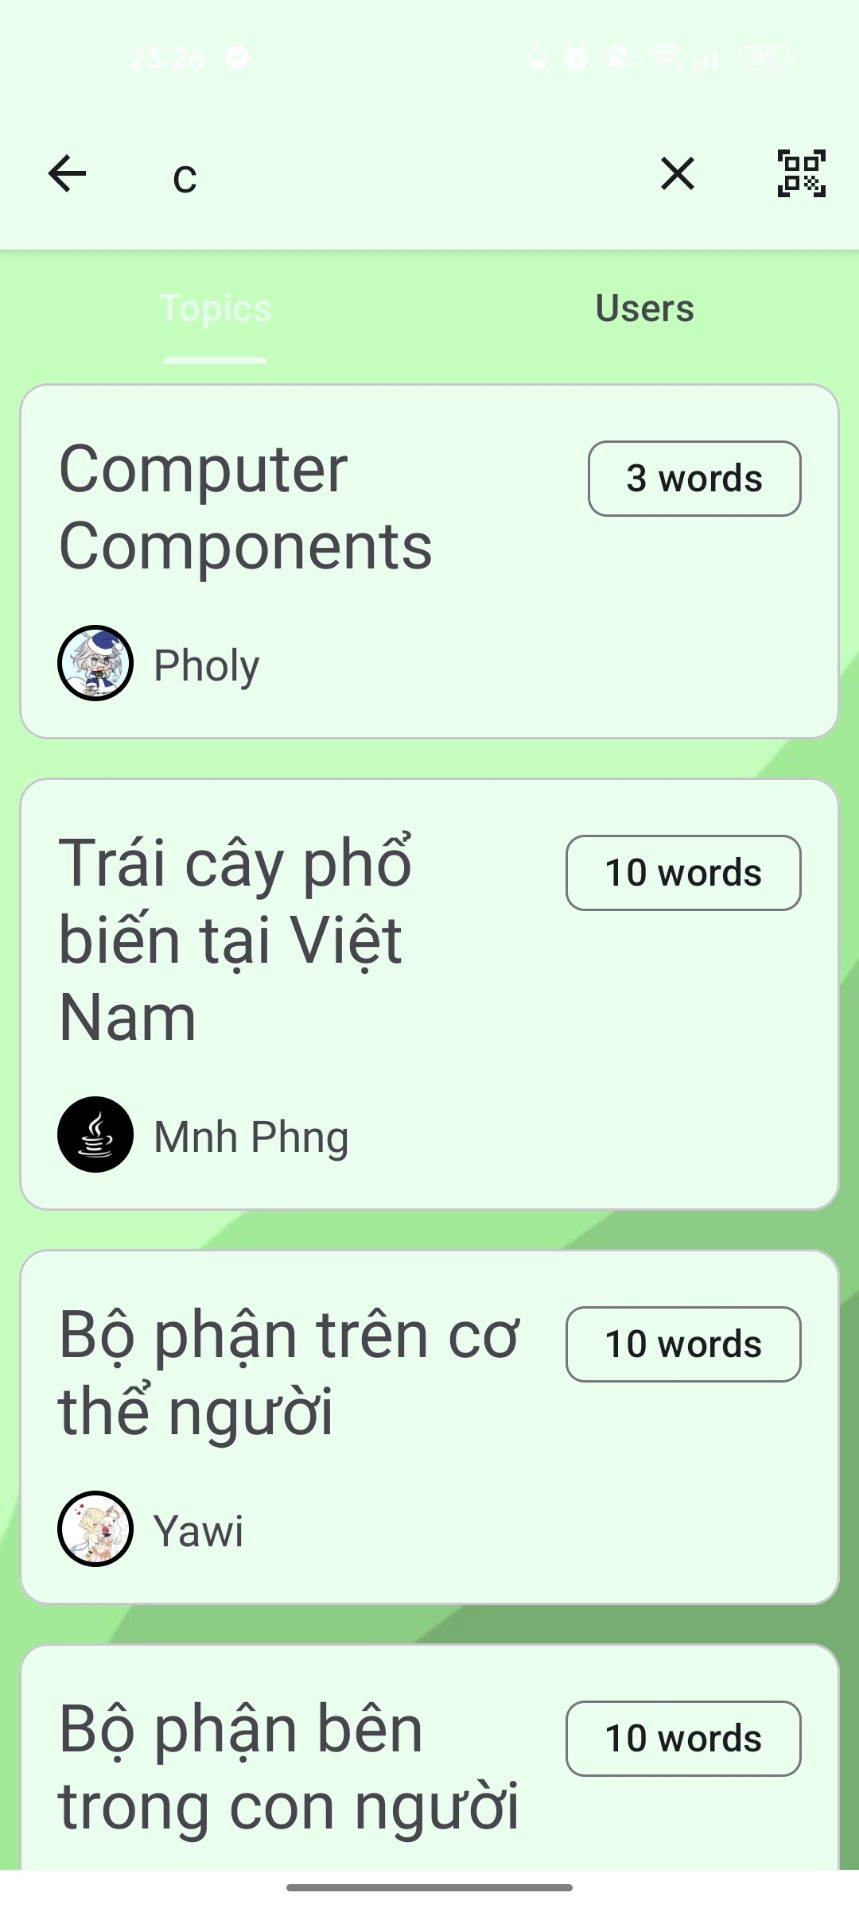 23:26 97
c
Topics Users
Computer
Components
3 words
Pholy
Trái cây phổ
biến tại Việt
Nam
10 words
Mnh Phng
Bộ phận trên cơ
thể người
10 words
Yawi
Bộ phận bên
trong con người
10 words